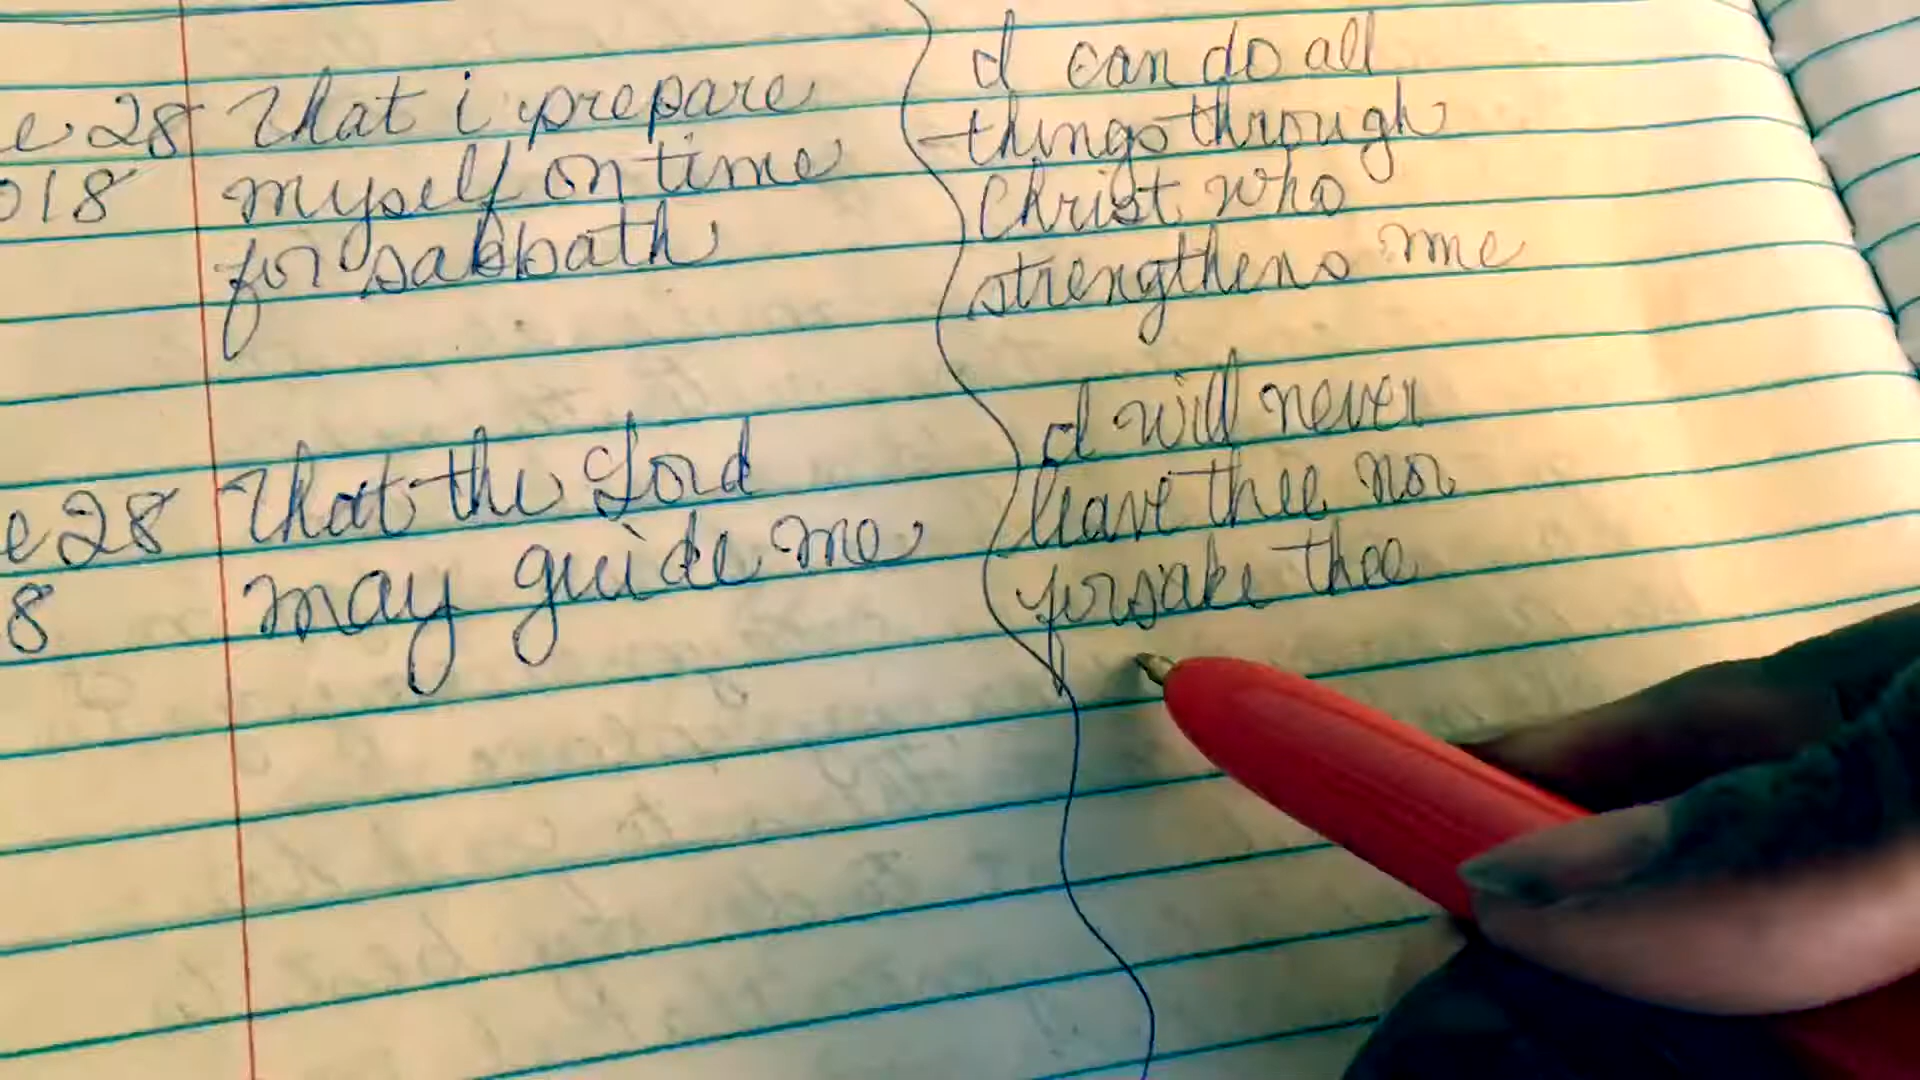 e 28 That i prepare
018 myself on time
for sabbath
I can do all
things through
Christ who
strengthens me
e 28 That the Lord
8 may guide me
I will never
leave thee nor
forsake thee